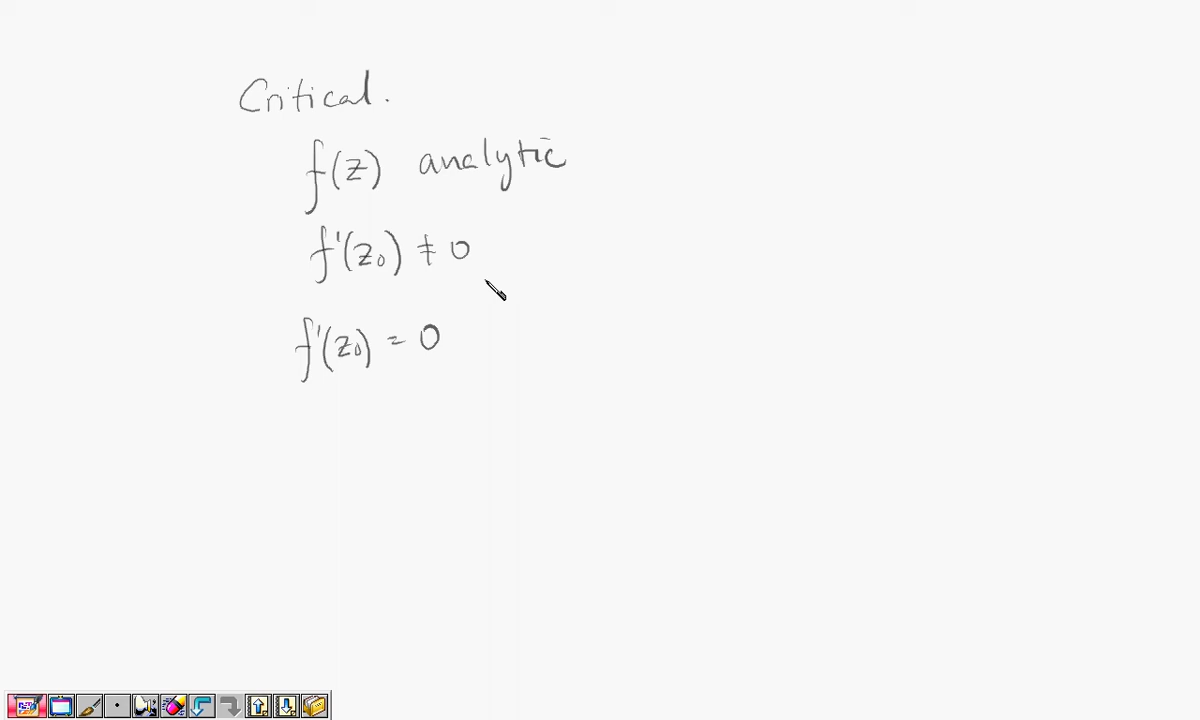 Critical.
f(z) analytic
f'(z₀) ≠ 0
f'(z₀) = 0